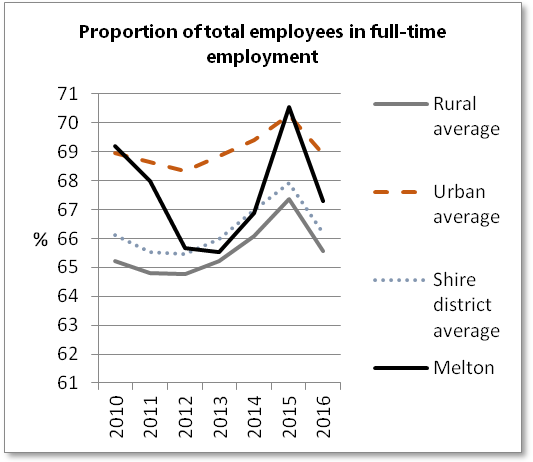 Proportion of total employees in full-time
employment
71
70
69
68
67
66
65
64
63
62
61
%
2010
2011
2012
2013
2014
2015
2016
Rural
average
Urban
average
Shire
district
average
Melton